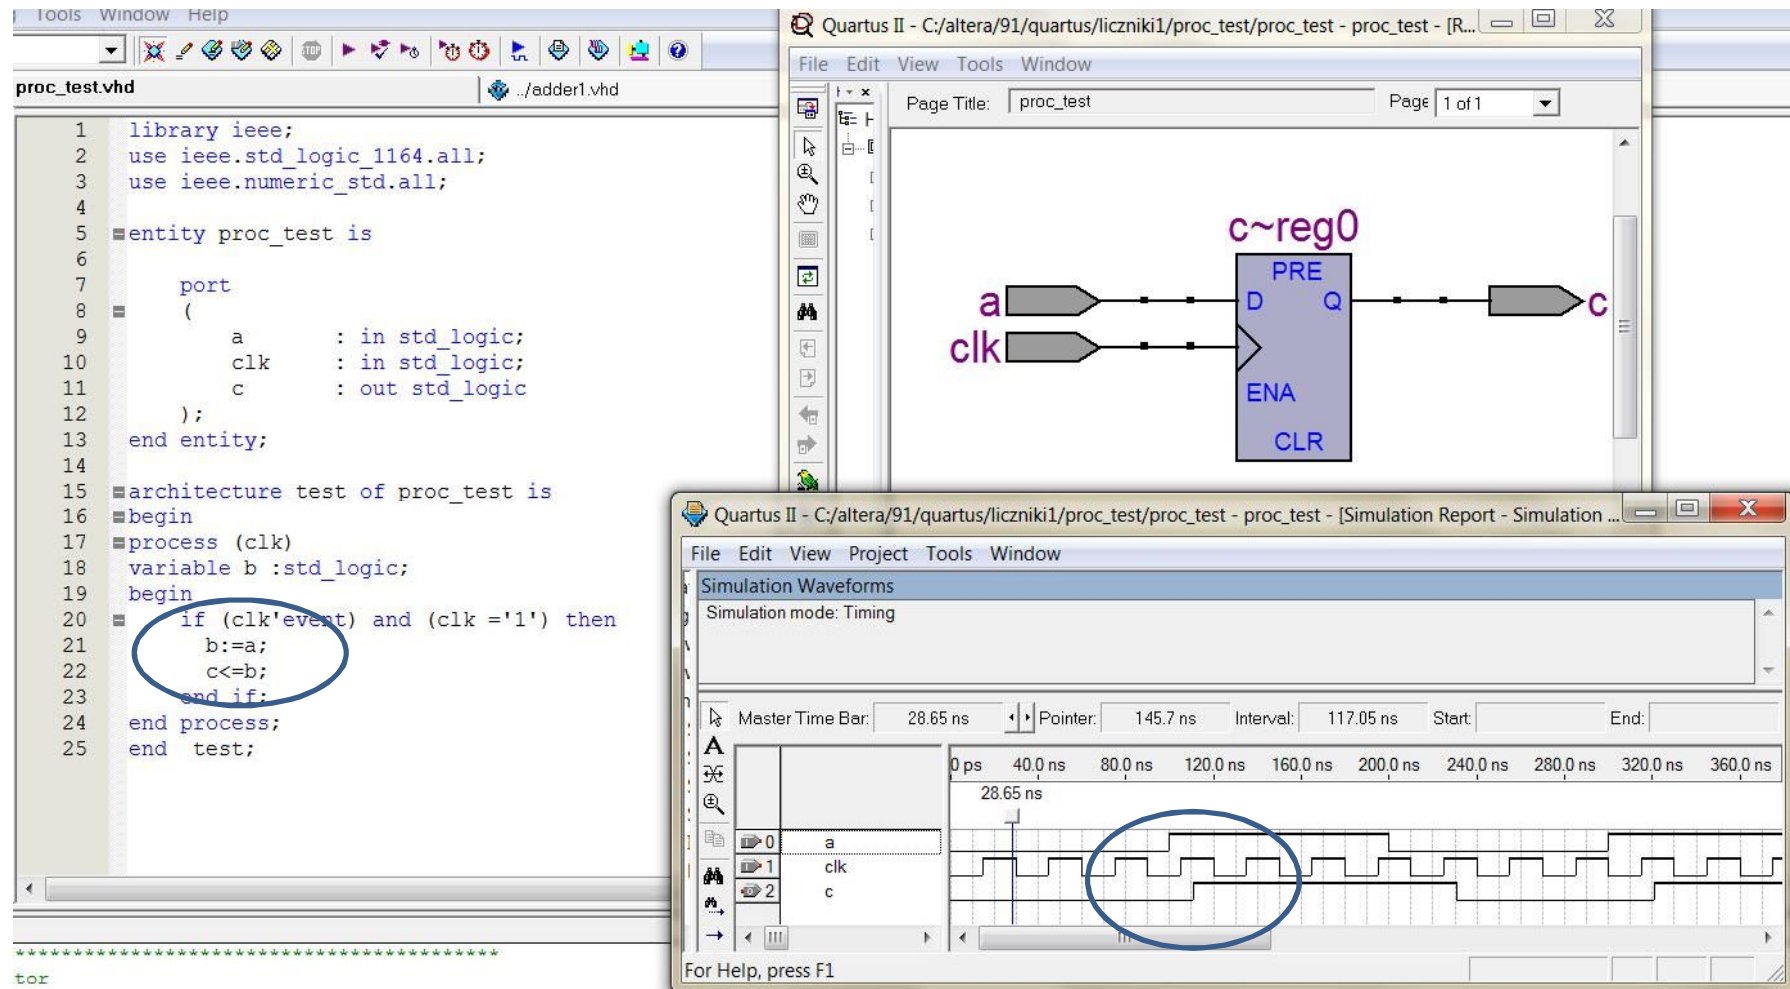 Tools Window Help
proc_test.vhd
../adder1.vhd
1 library ieee;
2 use ieee.std_logic_1164.all;
3 use ieee.numeric_std.all;
4
5 entity proc_test is
6
7 port
8 (
9 a : in std_logic;
10 clk : in std_logic;
11 c : out std_logic
12 );
13 end entity;
14
15 architecture test of proc_test is
16 begin
17 process (clk)
18 variable b :std_logic;
19 begin
20 if (clk'event) and (clk ='1') then
21 b:=a;
22 c<=b;
23 end if;
24 end process;
25 end test;
*****************************************
tor
Quartus II - C:/altera/91/quartus/liczniki1/proc_test/proc_test - proc_test - [R...
File Edit View Tools Window
Page Title: proc_test
Page 1 of 1
c~reg0
PRE
a D Q c
clk
ENA
CLR
Quartus II - C:/altera/91/quartus/liczniki1/proc_test/proc_test - proc_test - [Simulation Report - Simulation ...
File Edit View Project Tools Window
Simulation Waveforms
Simulation mode: Timing
Master Time Bar: 28.65 ns Pointer: 145.7 ns Interval: 117.05 ns Start: End:
0 ps 40.0 ns 80.0 ns 120.0 ns 160.0 ns 200.0 ns 240.0 ns 280.0 ns 320.0 ns 360.0 ns
28.65 ns
0 a
1 clk
2 c
For Help, press F1